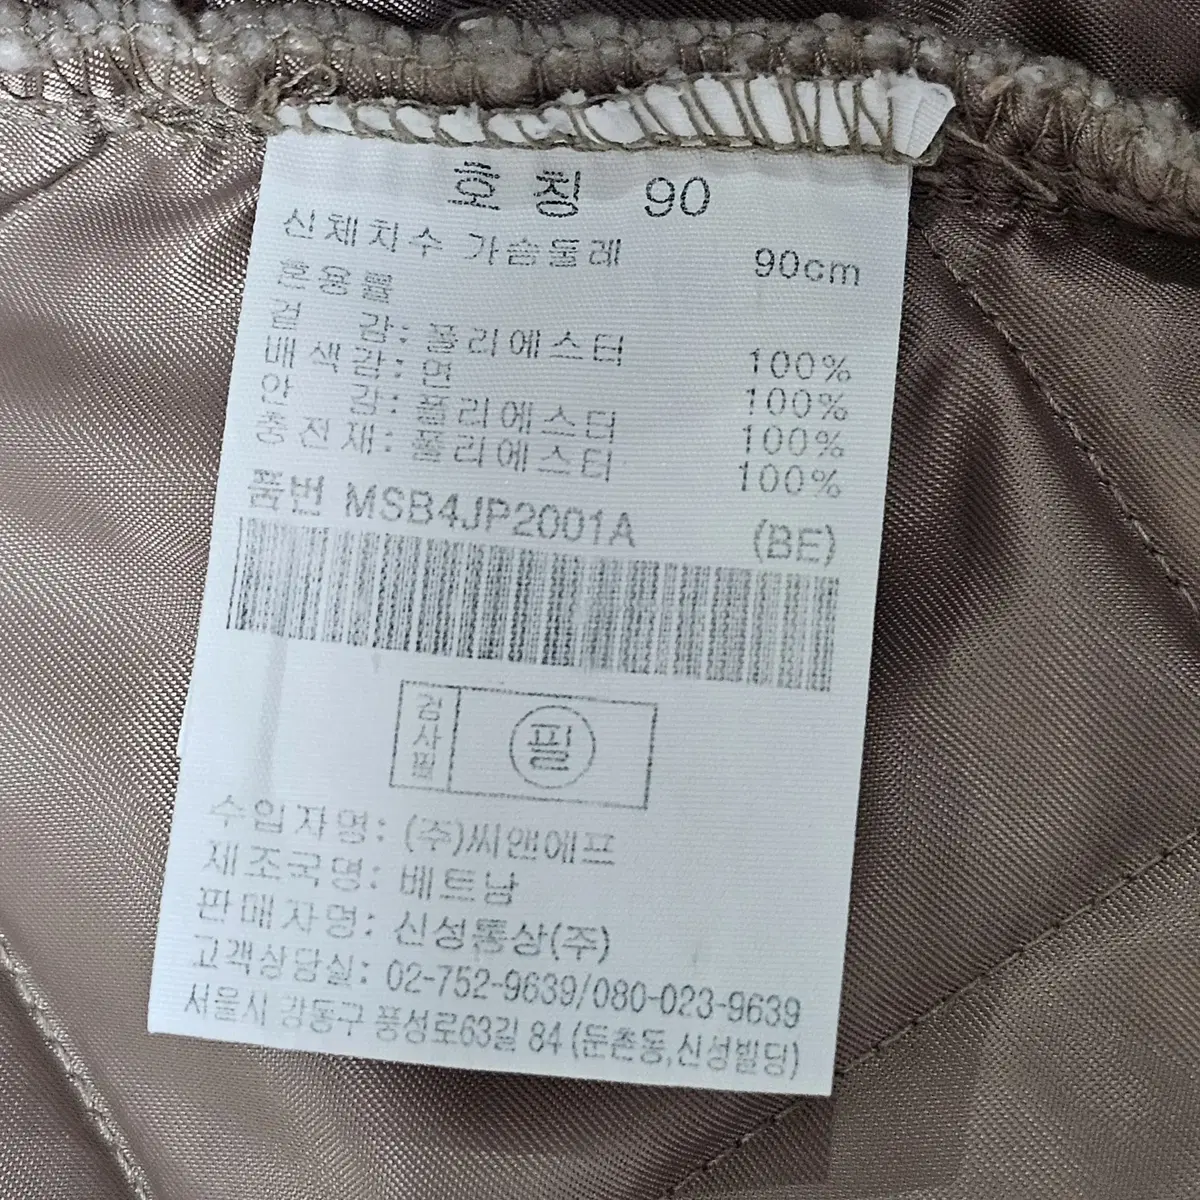 호 칭 90
신체치수 가슴둘레 90cm
혼용률
겉 감: 폴리에스터 100%
배색감: 면 100%
안 감: 폴리에스터 100%
충전재: 폴리에스터 100%
품번 MSB4JP2001A (BE)
검사필 필
수입자명: (주)씨앤에프
제조국명: 베트남
판매자명: 신성통상(주)
고객상담실: 02-752-9639/080-023-9639
서울시 강동구 풍성로63길 84 (둔촌동,신성빌딩)